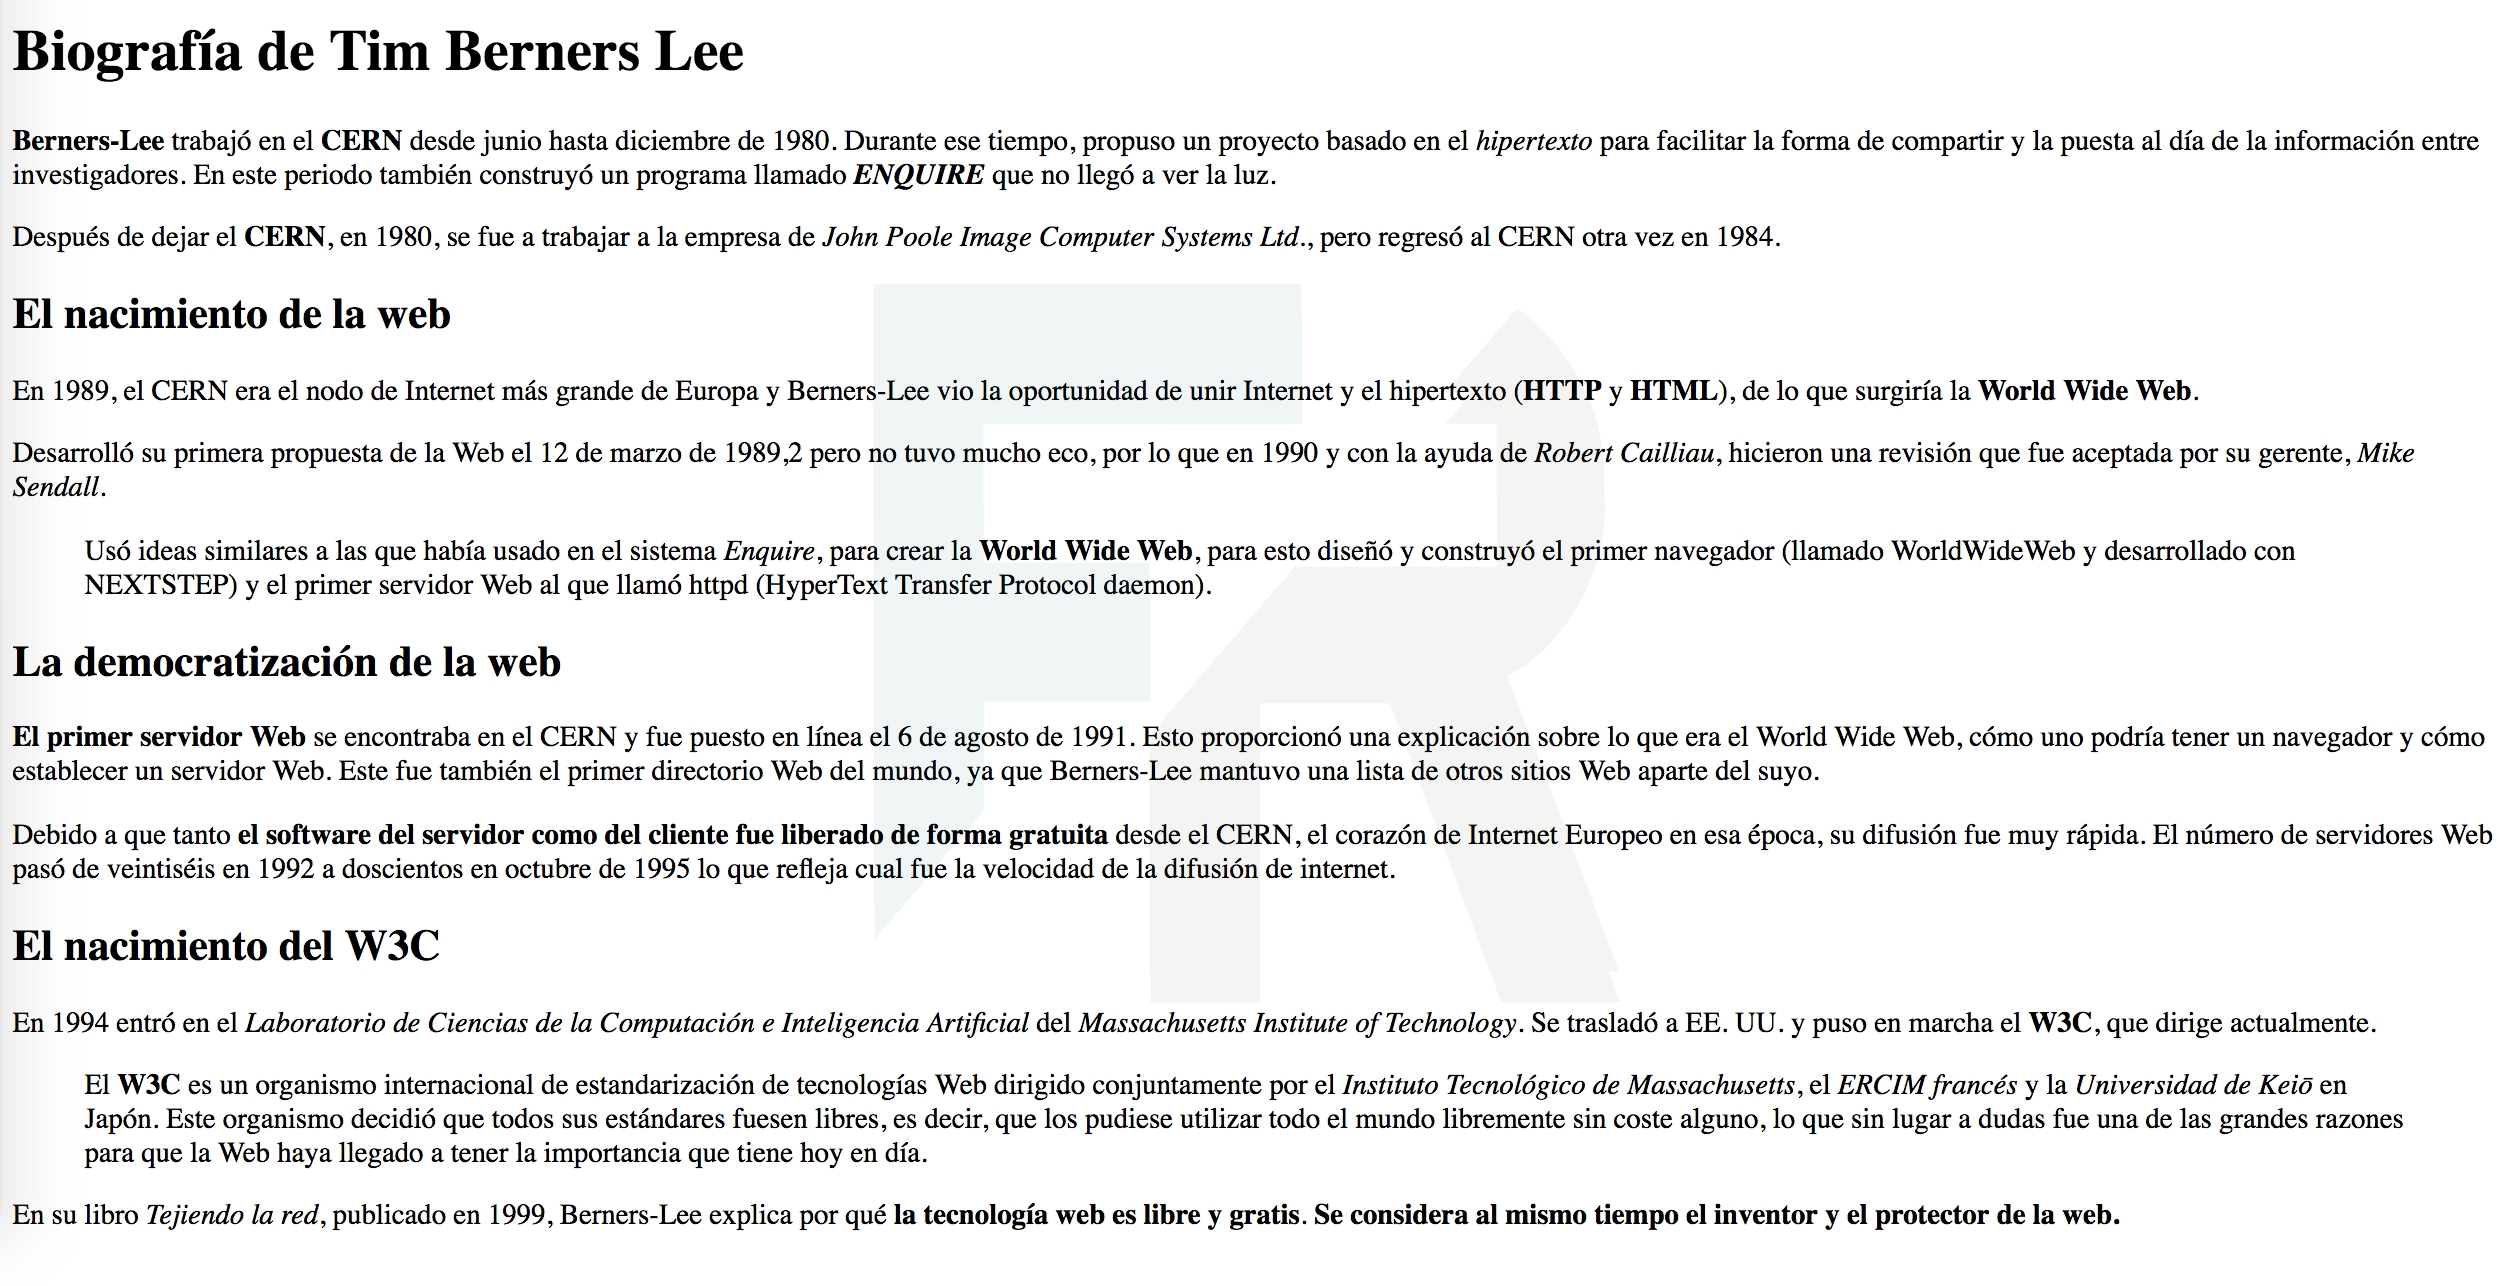 Biografía de Tim Berners Lee
Berners-Lee trabajó en el CERN desde junio hasta diciembre de 1980. Durante ese tiempo, propuso un proyecto basado en el hipertexto para facilitar la forma de compartir y la puesta al día de la información entre
investigadores. En este periodo también construyó un programa llamado ENQUIRE que no llegó a ver la luz.
Después de dejar el CERN, en 1980, se fue a trabajar a la empresa de John Poole Image Computer Systems Ltd., pero regresó al CERN otra vez en 1984.
El nacimiento de la web
En 1989, el CERN era el nodo de Internet más grande de Europa y Berners-Lee vio la oportunidad de unir Internet y el hipertexto (HTTP y HTML), de lo que surgiría la World Wide Web.
Desarrolló su primera propuesta de la Web el 12 de marzo de 1989,2 pero no tuvo mucho eco, por lo que en 1990 y con la ayuda de Robert Cailliau, hicieron una revisión que fue aceptada por su gerente, Mike
Sendall.
Usó ideas similares a las que había usado en el sistema Enquire, para crear la World Wide Web, para esto diseñó y construyó el primer navegador (llamado WorldWideWeb y desarrollado con
NEXTSTEP) y el primer servidor Web al que llamó httpd (HyperText Transfer Protocol daemon).
La democratización de la web
El primer servidor Web se encontraba en el CERN y fue puesto en línea el 6 de agosto de 1991. Esto proporcionó una explicación sobre lo que era el World Wide Web, cómo uno podría tener un navegador y cómo
establecer un servidor Web. Este fue también el primer directorio Web del mundo, ya que Berners-Lee mantuvo una lista de otros sitios Web aparte del suyo.
Debido a que tanto el software del servidor como del cliente fue liberado de forma gratuita desde el CERN, el corazón de Internet Europeo en esa época, su difusión fue muy rápida. El número de servidores Web
pasó de veintiséis en 1992 a doscientos en octubre de 1995 lo que refleja cual fue la velocidad de la difusión de internet.
El nacimiento del W3C
En 1994 entró en el Laboratorio de Ciencias de la Computación e Inteligencia Artificial del Massachusetts Institute of Technology. Se trasladó a EE. UU. y puso en marcha el W3C, que dirige actualmente.
El W3C es un organismo internacional de estandarización de tecnologías Web dirigido conjuntamente por el Instituto Tecnológico de Massachusetts, el ERCIM francés y la Universidad de Keiō en
Japón. Este organismo decidió que todos sus estándares fuesen libres, es decir, que los pudiese utilizar todo el mundo libremente sin coste alguno, lo que sin lugar a dudas fue una de las grandes razones
para que la Web haya llegado a tener la importancia que tiene hoy en día.
En su libro Tejiendo la red, publicado en 1999, Berners-Lee explica por qué la tecnología web es libre y gratis. Se considera al mismo tiempo el inventor y el protector de la web.
FR